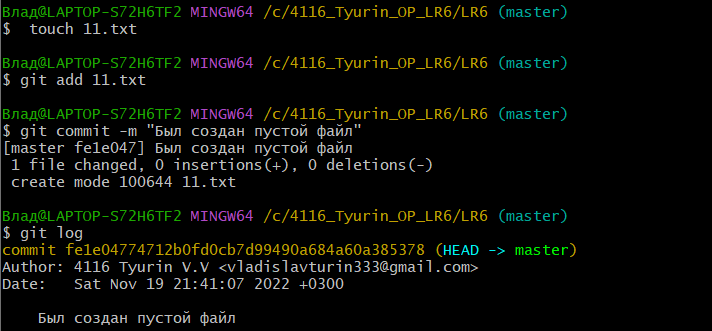 Влад@LAPTOP-S72H6TF2 MINGW64 /c/4116_Tyurin_OP_LR6/LR6 (master)
$  touch 11.txt
Влад@LAPTOP-S72H6TF2 MINGW64 /c/4116_Tyurin_OP_LR6/LR6 (master)
$ git add 11.txt
Влад@LAPTOP-S72H6TF2 MINGW64 /c/4116_Tyurin_OP_LR6/LR6 (master)
$ git commit -m "Был создан пустой файл"
[master fe1e047] Был создан пустой файл
 1 file changed, 0 insertions(+), 0 deletions(-)
 create mode 100644 11.txt
Влад@LAPTOP-S72H6TF2 MINGW64 /c/4116_Tyurin_OP_LR6/LR6 (master)
$ git log
commit fe1e04774712b0fd0cb7d99490a684a60a385378 (HEAD -> master)
Author: 4116 Tyurin V.V <vladislavturin333@gmail.com>
Date:   Sat Nov 19 21:41:07 2022 +0300
    Был создан пустой файл